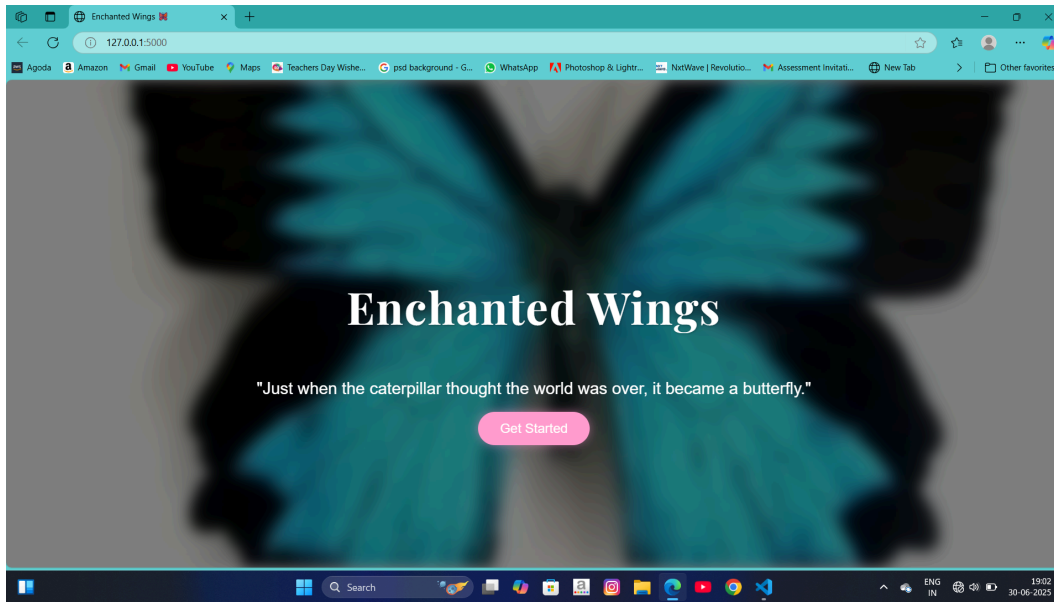 Enchanted Wings
127.0.0.1:5000
Agoda
Amazon
Gmail
YouTube
Maps
Teachers Day Wishe...
psd background - G...
WhatsApp
Photoshop & Lightr...
NxtWave | Revolutio...
Assessment Invitati...
New Tab
Other favorites
Enchanted Wings
"Just when the caterpillar thought the world was over, it became a butterfly."
Get Started
Search
ENG
IN
19:02
30-06-2025